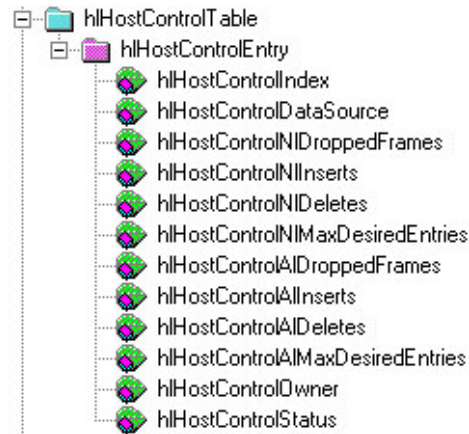 hlHostControlTable
hlHostControlEntry
hlHostControlIndex
hlHostControlDataSource
hlHostControlNlDroppedFrames
hlHostControlNlInserts
hlHostControlNlDeletes
hlHostControlNlMaxDesiredEntries
hlHostControlAlDroppedFrames
hlHostControlAlInserts
hlHostControlAlDeletes
hlHostControlAlMaxDesiredEntries
hlHostControlOwner
hlHostControlStatus